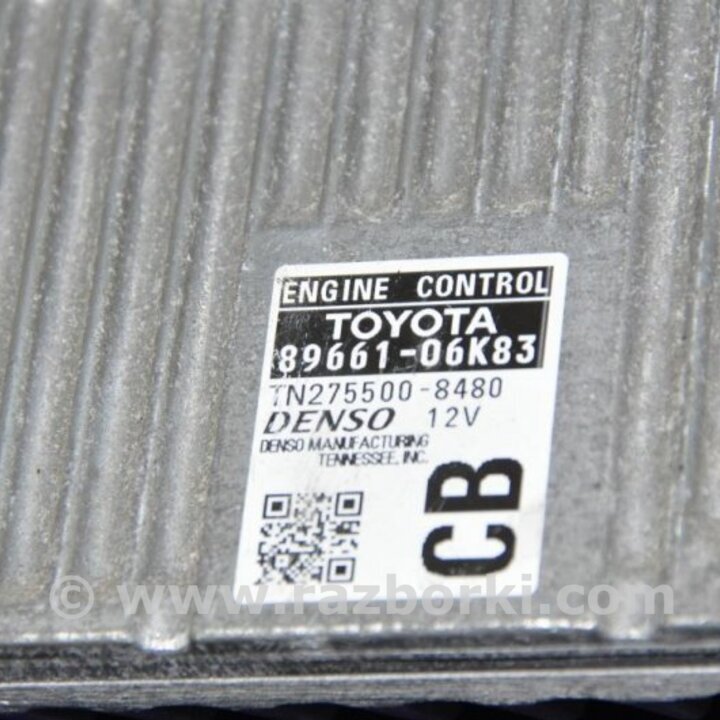 ENGINE CONTROL
TOYOTA
89661-06K83
TN275500-8480
DENSO 12V
DENSO MANUFACTURING
TENNESSEE, INC.
CB
© www.razborki.com